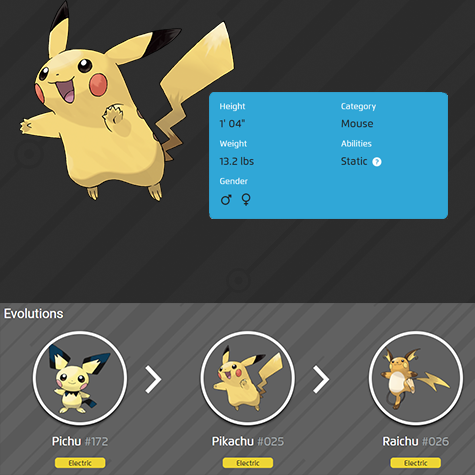 Height
Category
1' 04"
Mouse
Weight
Abilities
13.2 lbs
Static ?
Gender
♂ ♀
Evolutions
Pichu #172
Pikachu #025
Raichu #026
Electric
Electric
Electric